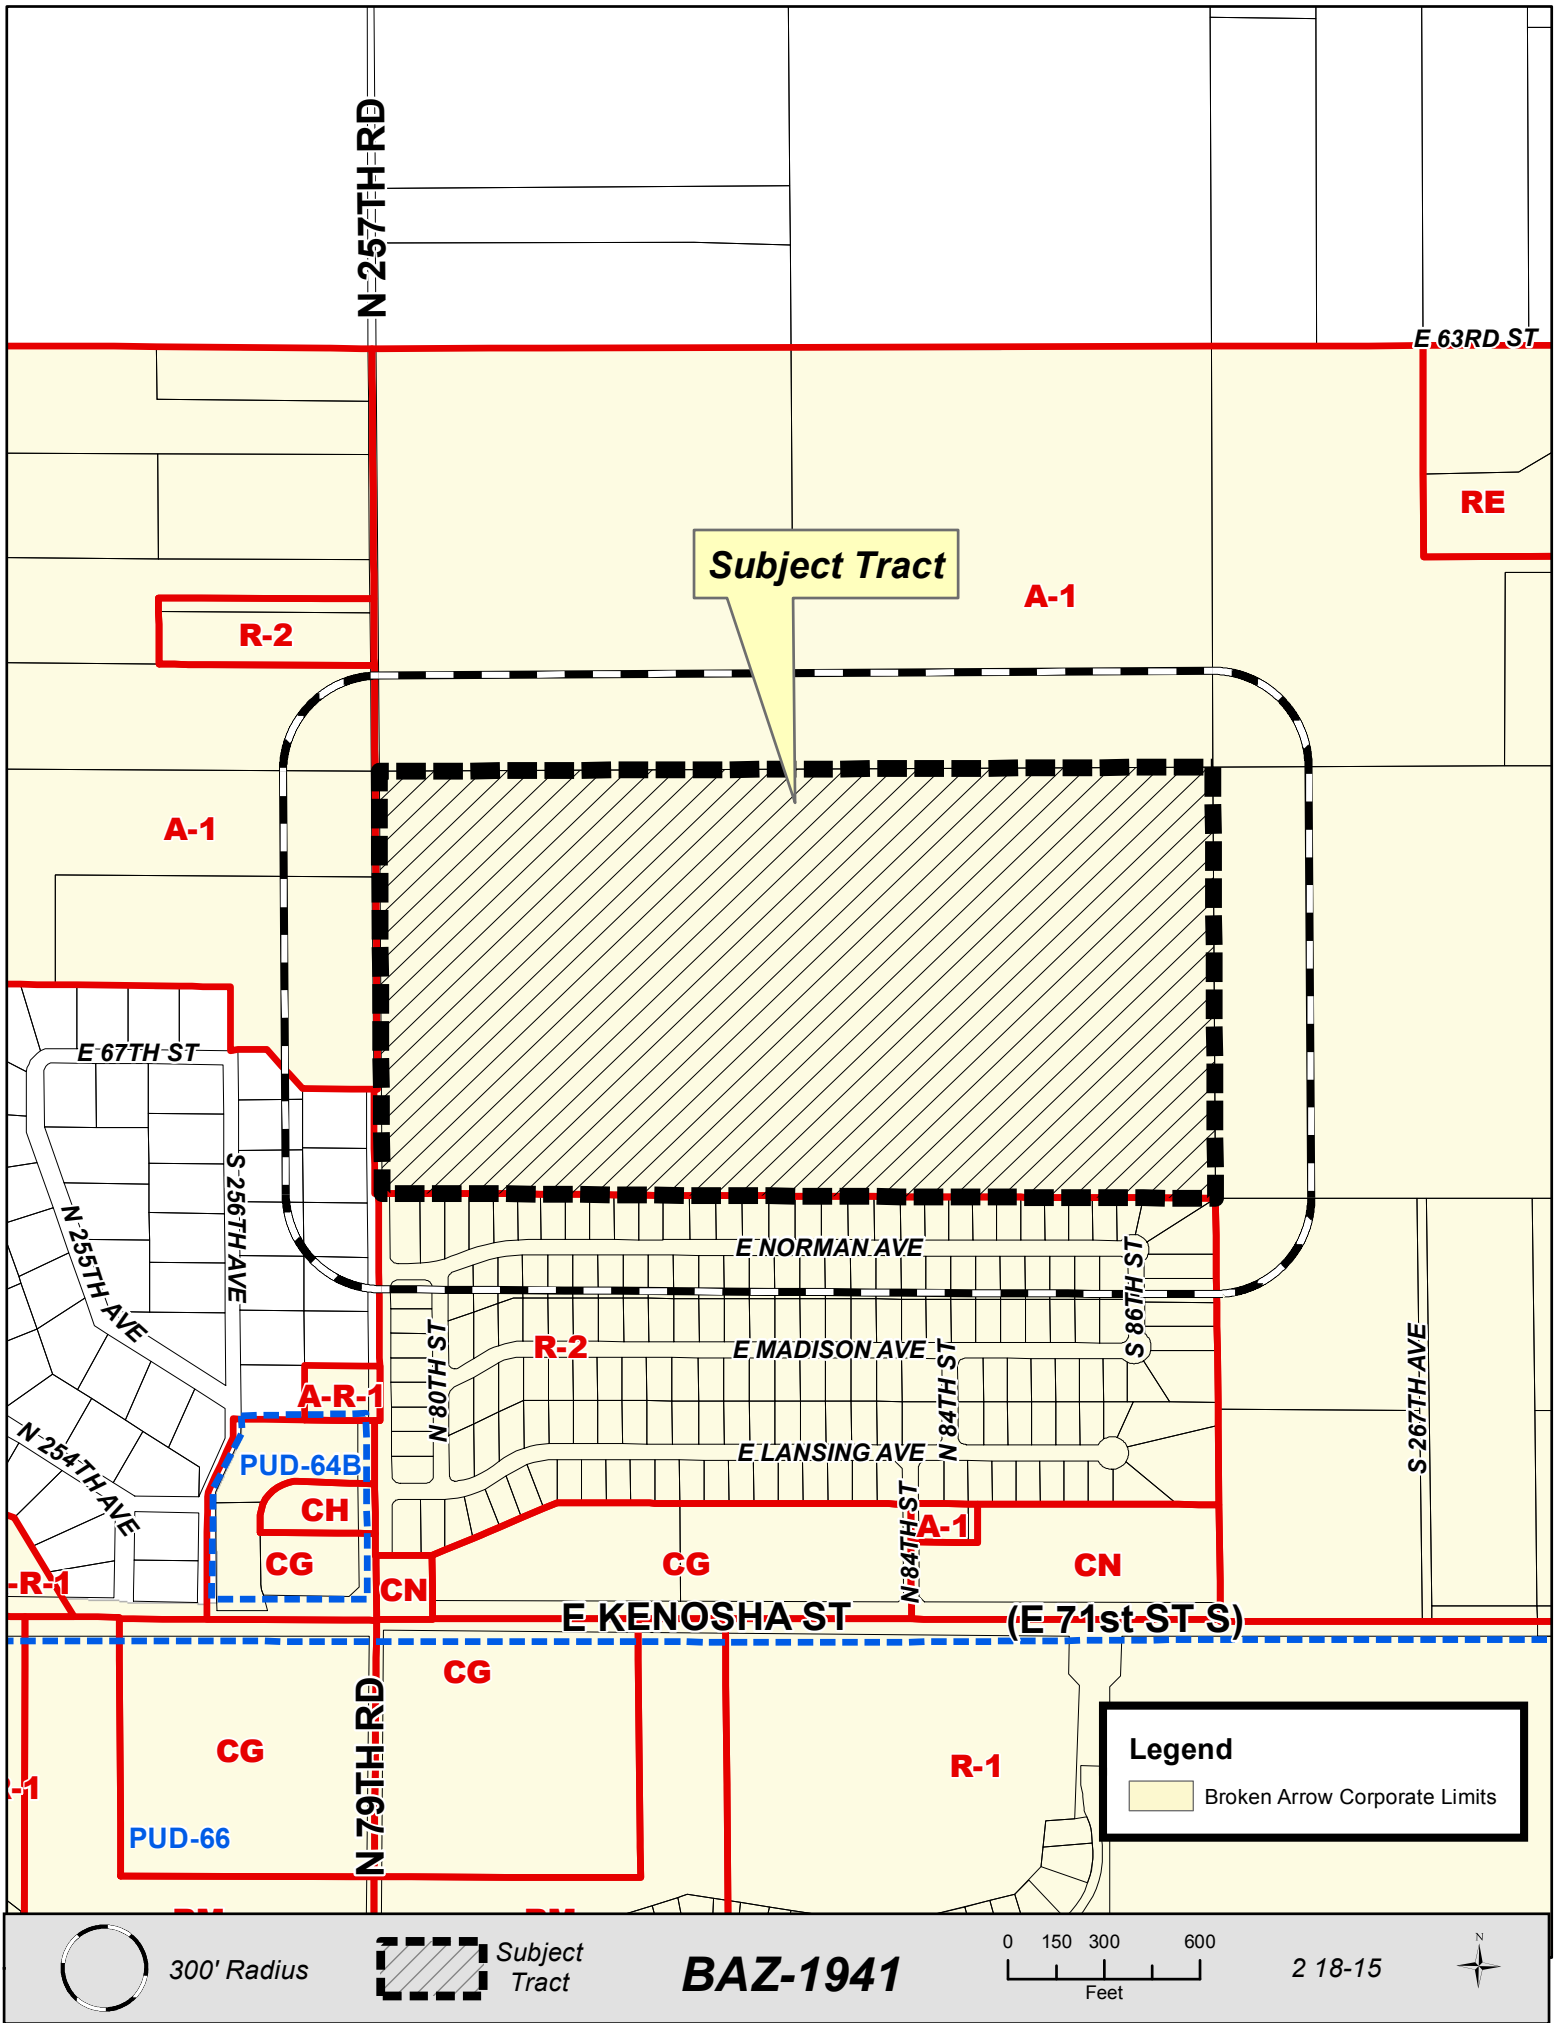 N 257TH RD
E 63RD ST
RE
Subject Tract
A-1
R-2
A-1
E 67TH ST
S 256TH AVE
N 255TH AVE
E NORMAN AVE
S 86TH ST
N 80TH ST
R-2
E MADISON AVE
N 84TH ST
S 267TH AVE
A-R-1
N 254TH AVE
PUD-64B
E LANSING AVE
CH
N 84TH ST
A-1
CG
CG
CN
-R-1
CN
E KENOSHA ST
(E 71st ST S)
CG
N 79TH RD
CG
R-1
-1
PUD-66
Legend
Broken Arrow Corporate Limits
300' Radius
Subject
Tract
BAZ-1941
0 150 300 600
Feet
2 18-15
N